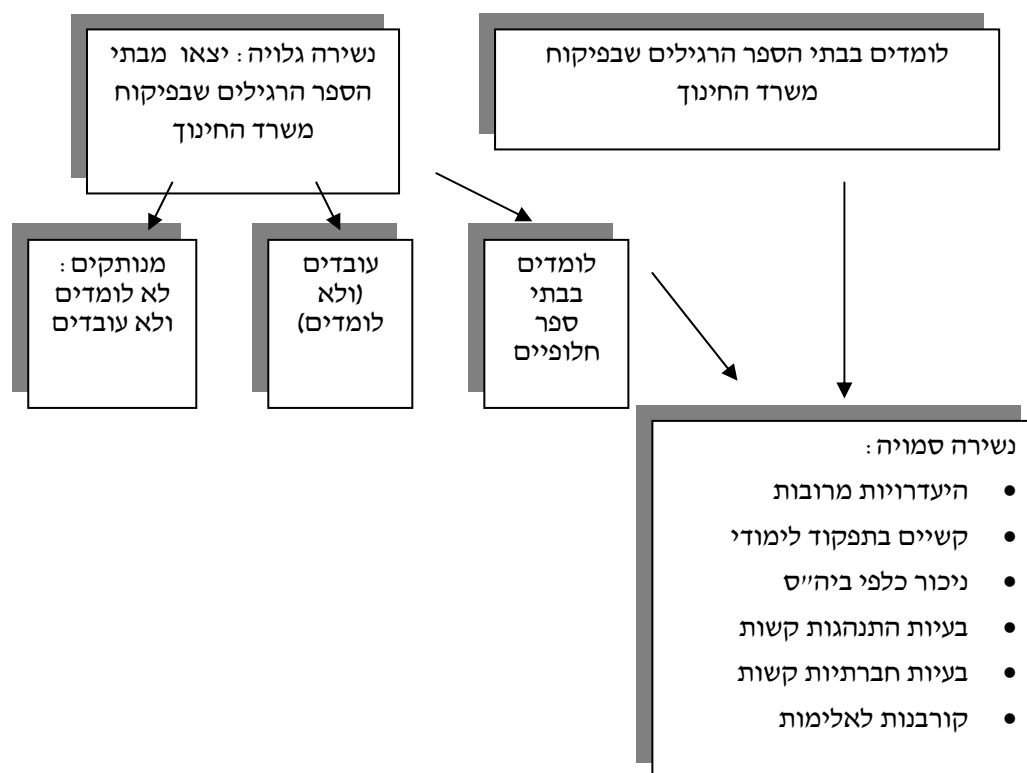 לומדים בבתי הספר הרגילים שבפיקוח
משרד החינוך
נשירה גלויה: יצאו מבתי
הספר הרגילים שבפיקוח
משרד החינוך
לומדים
בבתי
ספר
חלופיים
עובדים
(ולא
לומדים)
מנותקים:
לא לומדים
ולא עובדים
נשירה סמויה:
• היעדרויות מרובות
• קשיים בתפקוד לימודי
• ניכור כלפי ביה״ס
• בעיות התנהגות קשות
• בעיות חברתיות קשות
• קורבנות לאלימות